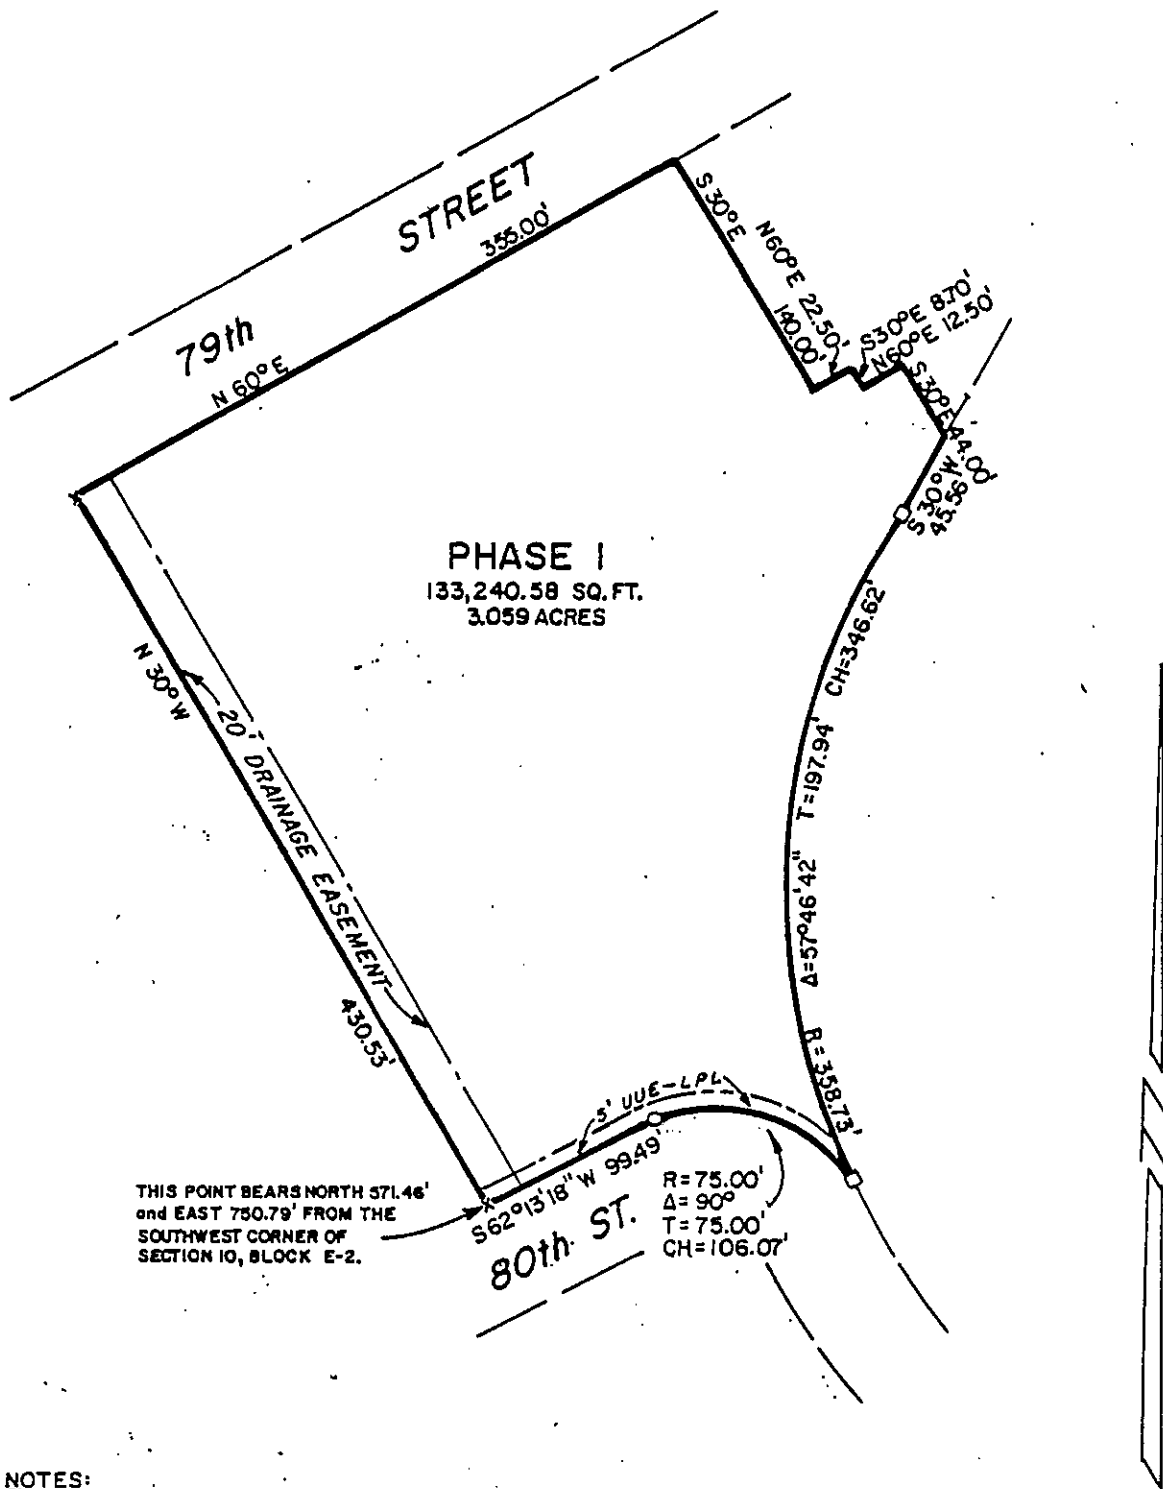 79th STREET
N 60°E
355.00'
S 30°E
140.00'
N60°E 22.50'
S30°E 8.70'
N60°E 12.50'
S 30°E 44.00'
S 30°W
45.56'
PHASE I
133,240.58 SQ.FT.
3.059 ACRES
N 30°W
20' DRAINAGE EASEMENT
430.53'
CH=346.62'
T=197.94'
Δ=57°46'42"
R=358.73'
5' UUE-LPL
S62°13'18"W 99.49'
80th ST.
R=75.00'
Δ=90°
T=75.00'
CH=106.07'
THIS POINT BEARS NORTH 571.46'
and EAST 750.79' FROM THE
SOUTHWEST CORNER OF
SECTION 10, BLOCK E-2.
NOTES: